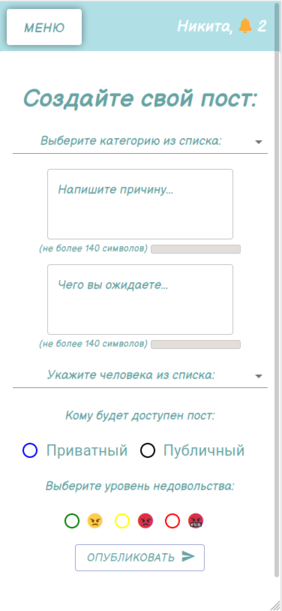 МЕНЮ
Никита, 🔔 2
Создайте свой пост:
Выберите категорию из списка:
Напишите причину...
(не более 140 символов)
Чего вы ожидаете...
(не более 140 символов)
Укажите человека из списка:
Кому будет доступен пост:
Приватный Публичный
Выберите уровень недовольства:
ОПУБЛИКОВАТЬ